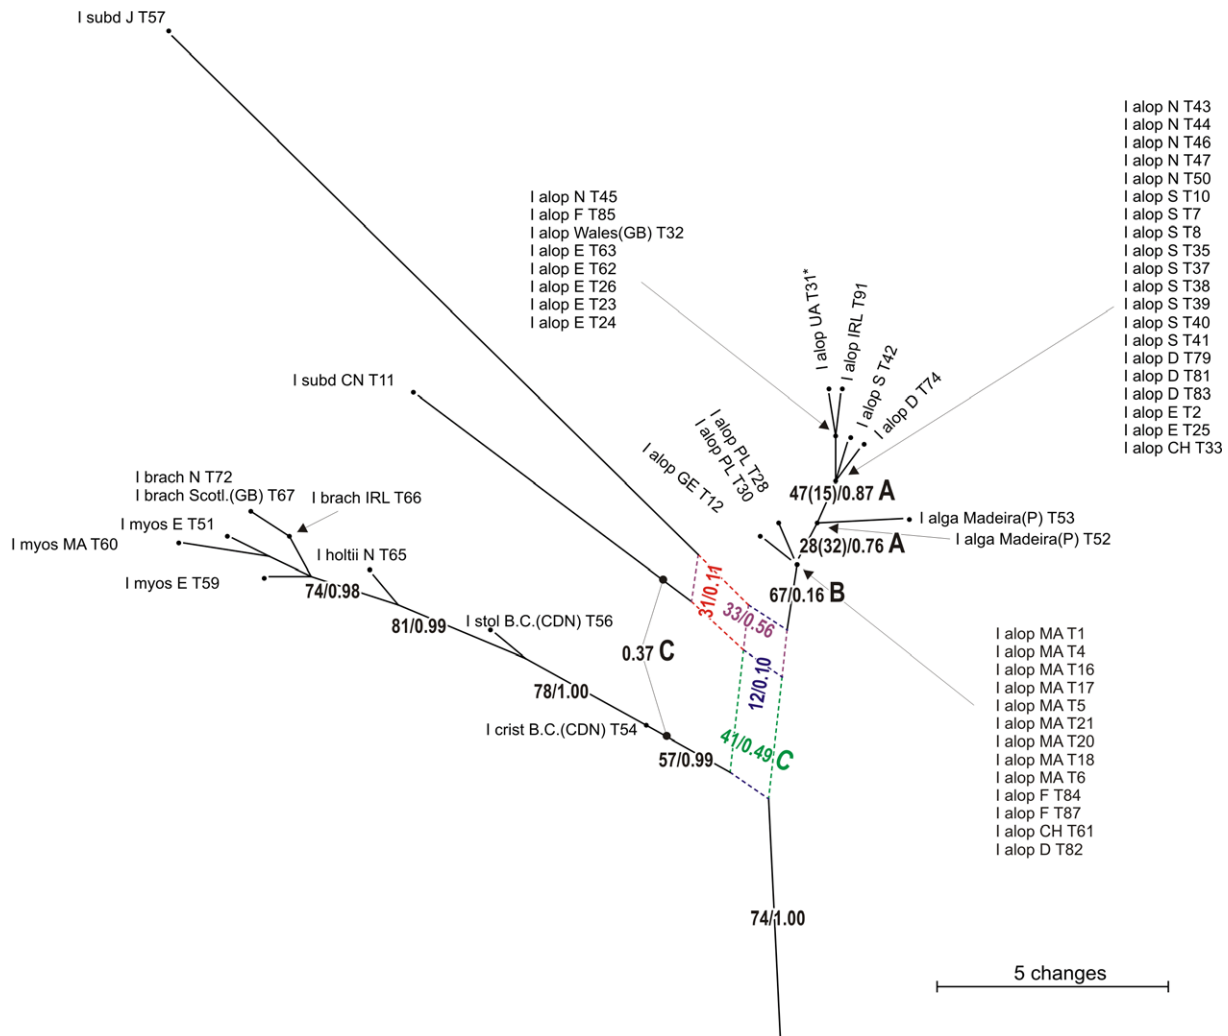 I subd J T57
I alop N T43
I alop N T44
I alop N T46
I alop N T47
I alop N T50
I alop S T10
I alop S T7
I alop S T8
I alop S T35
I alop S T37
I alop S T38
I alop S T39
I alop S T40
I alop S T41
I alop D T79
I alop D T81
I alop D T83
I alop E T2
I alop E T25
I alop CH T33
I alop N T45
I alop F T85
I alop Wales(GB) T32
I alop E T63
I alop E T62
I alop E T26
I alop E T23
I alop E T24
I alop UA T31*
I alop IRL T91
I alop S T42
I alop D T74
I subd CN T11
I alop PL T28
I alop PL T30
I alop GE T12
47(15)/0.87 A
I brach N T72
I brach Scotl.(GB) T67
I brach IRL T66
I myos E T51
I myos MA T60
I holtii N T65
I myos E T59
74/0.98
81/0.99
I alga Madeira(P) T53
I alga Madeira(P) T52
28(32)/0.76 A
67/0.16 B
31/0.11
33/0.56
I stol B.C.(CDN) T56
0.37 C
12/0.10
78/1.00
I crist B.C.(CDN) T54
57/0.99
41/0.49 C
I alop MA T1
I alop MA T4
I alop MA T16
I alop MA T17
I alop MA T5
I alop MA T21
I alop MA T20
I alop MA T18
I alop MA T6
I alop F T84
I alop F T87
I alop CH T61
I alop D T82
74/1.00
5 changes